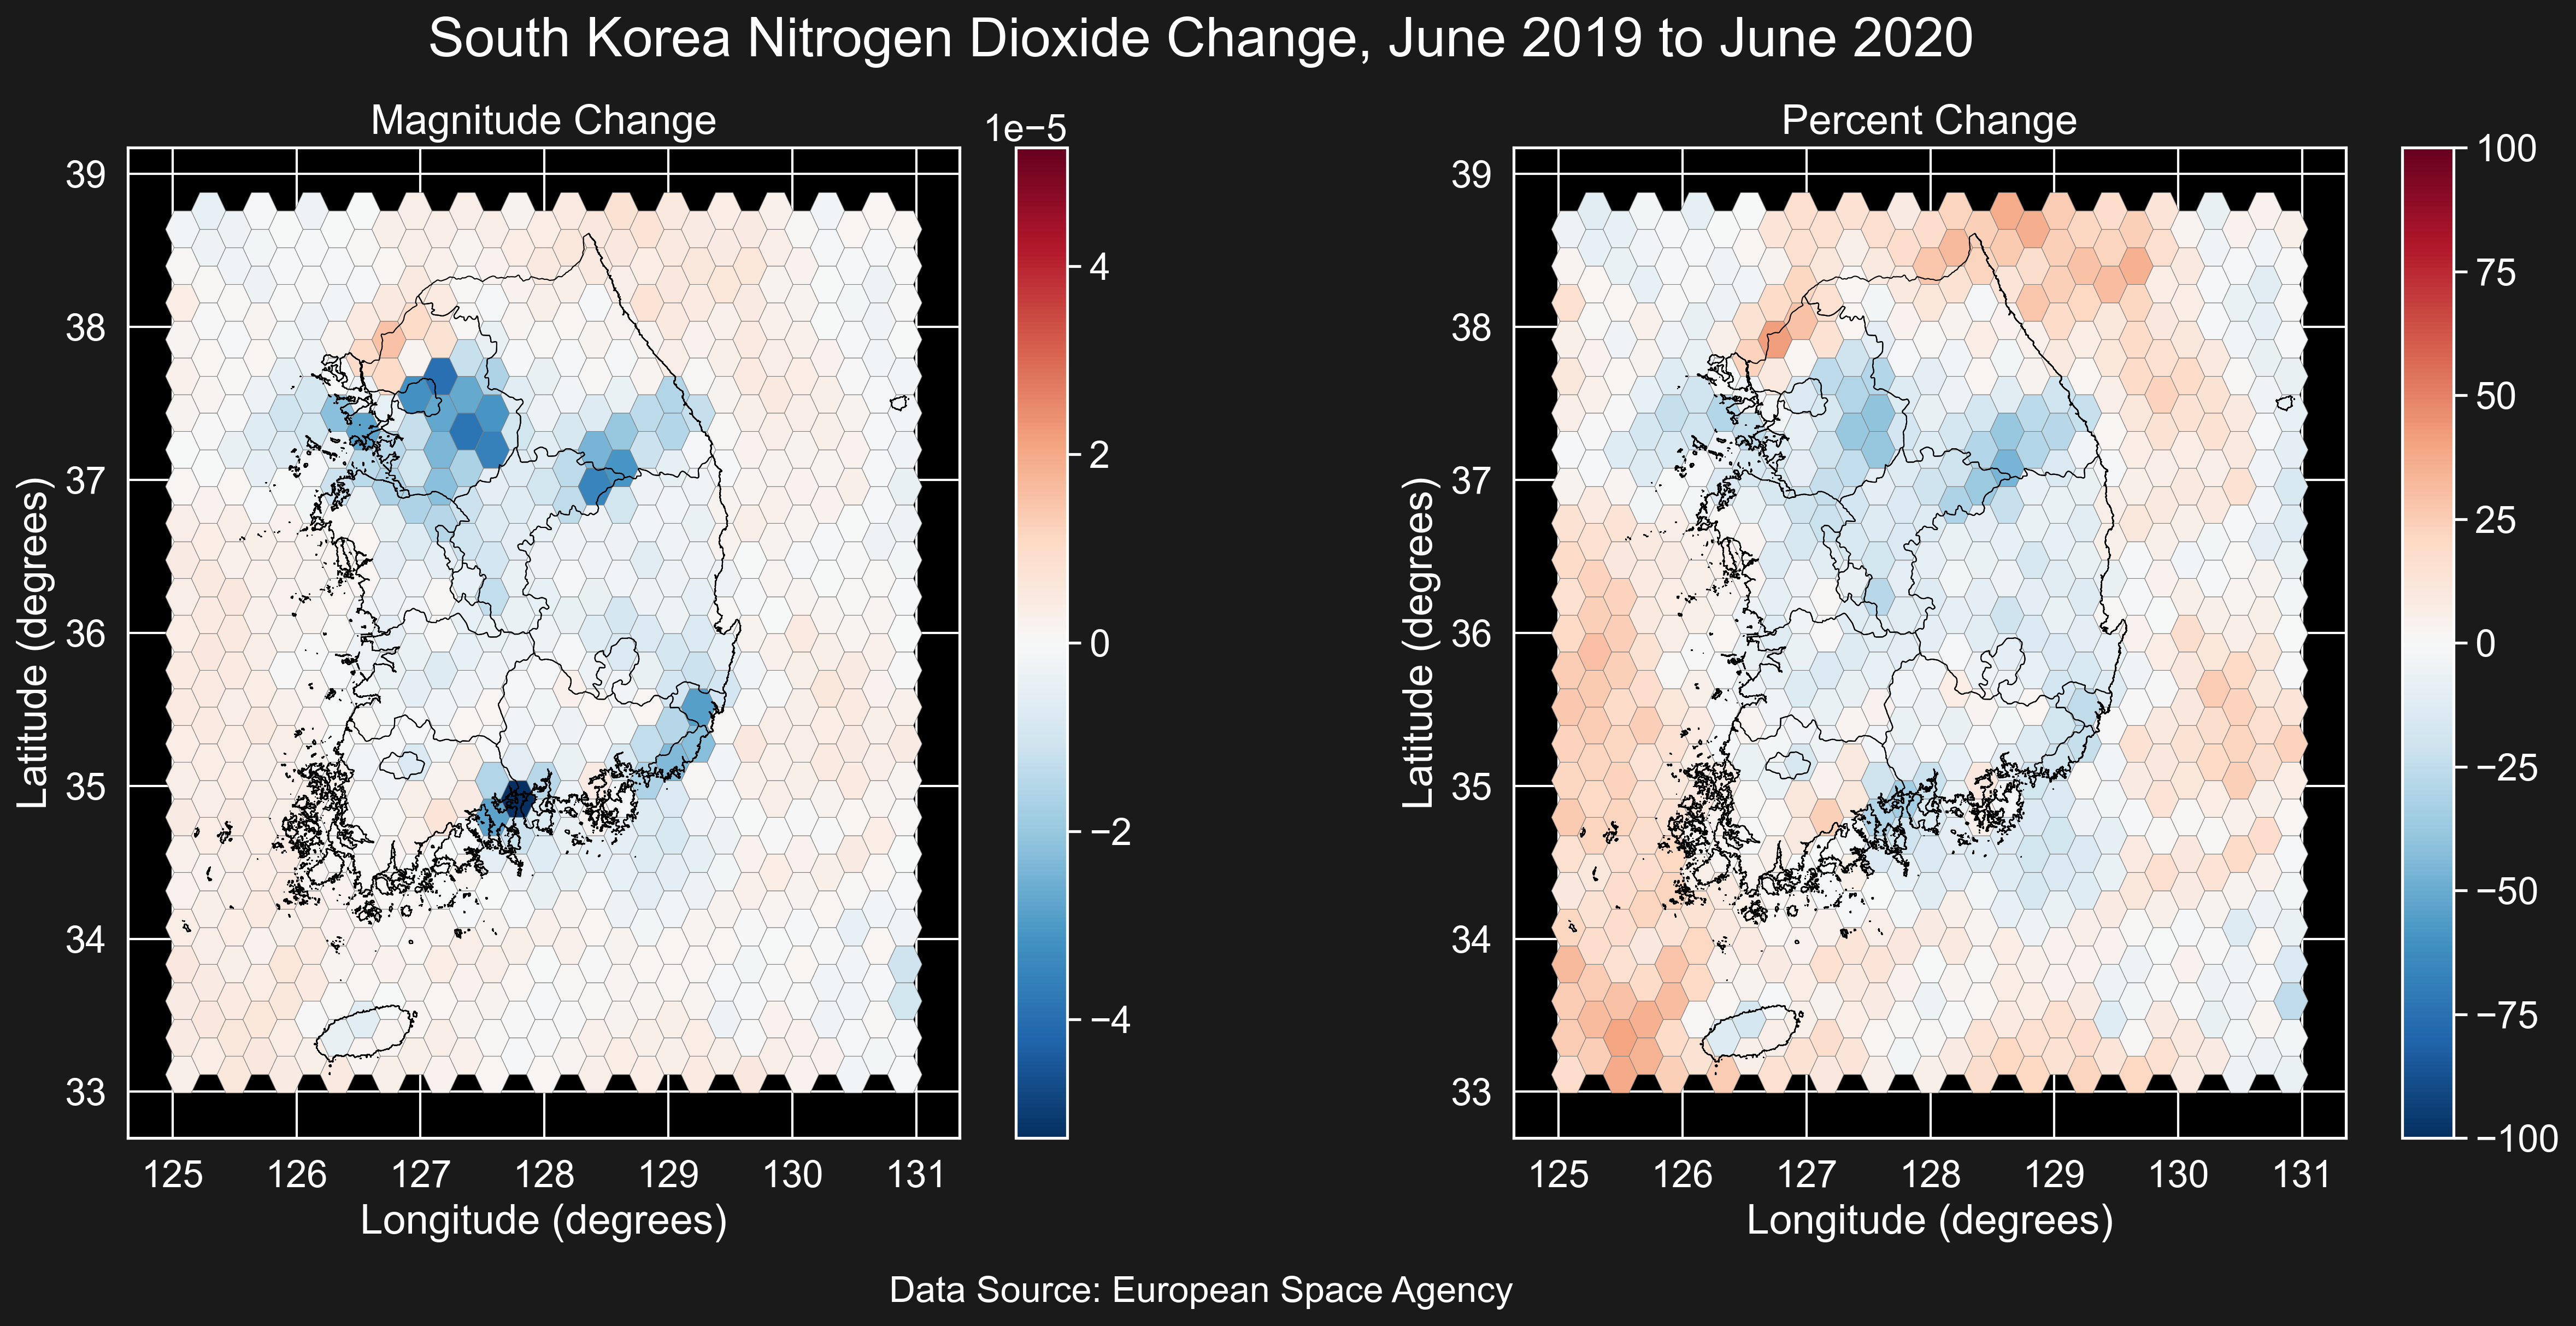 South Korea Nitrogen Dioxide Change, June 2019 to June 2020
Magnitude Change
1e−5
Latitude (degrees)
39
38
37
36
35
34
33
125 126 127 128 129 130 131
Longitude (degrees)
4
2
0
−2
−4
Percent Change
Latitude (degrees)
39
38
37
36
35
34
33
125 126 127 128 129 130 131
Longitude (degrees)
100
75
50
25
0
−25
−50
−75
−100
Data Source: European Space Agency